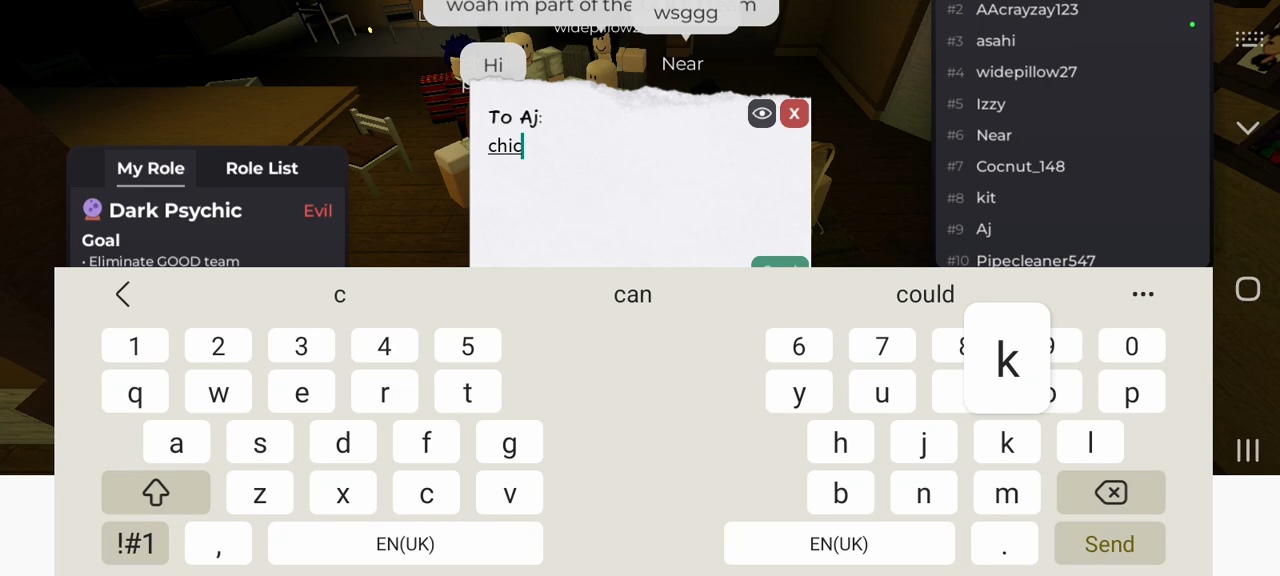 woah im part of the
wsggg
Hi
Near
To Aj:
chic
X
My Role
Role List
Dark Psychic
Evil
Goal
• Eliminate GOOD team
#2 AAcrayzay123
#3 asahi
#4 widepillow27
#5 Izzy
#6 Near
#7 Cocnut_148
#8 kit
#9 Aj
#10 Pipecleaner547
c can could ...
1 2 3 4 5 6 7 8 9 0
q w e r t y u p
k
a s d f g h j k l
z x c v b n m
!#1 , EN(UK) EN(UK) . Send